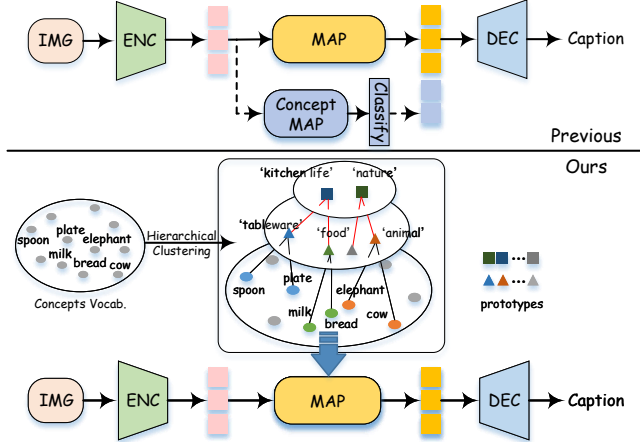 IMG
ENC
MAP
DEC
Caption
Concept
MAP
Classify
Previous
Ours
'kitchen life'
'nature'
'tableware'
'food'
'animal'
spoon
plate
elephant
milk
bread
cow
Concepts Vocab.
Hierarchical
Clustering
spoon
plate
elephant
milk
bread
cow
prototypes
IMG
ENC
MAP
DEC
Caption